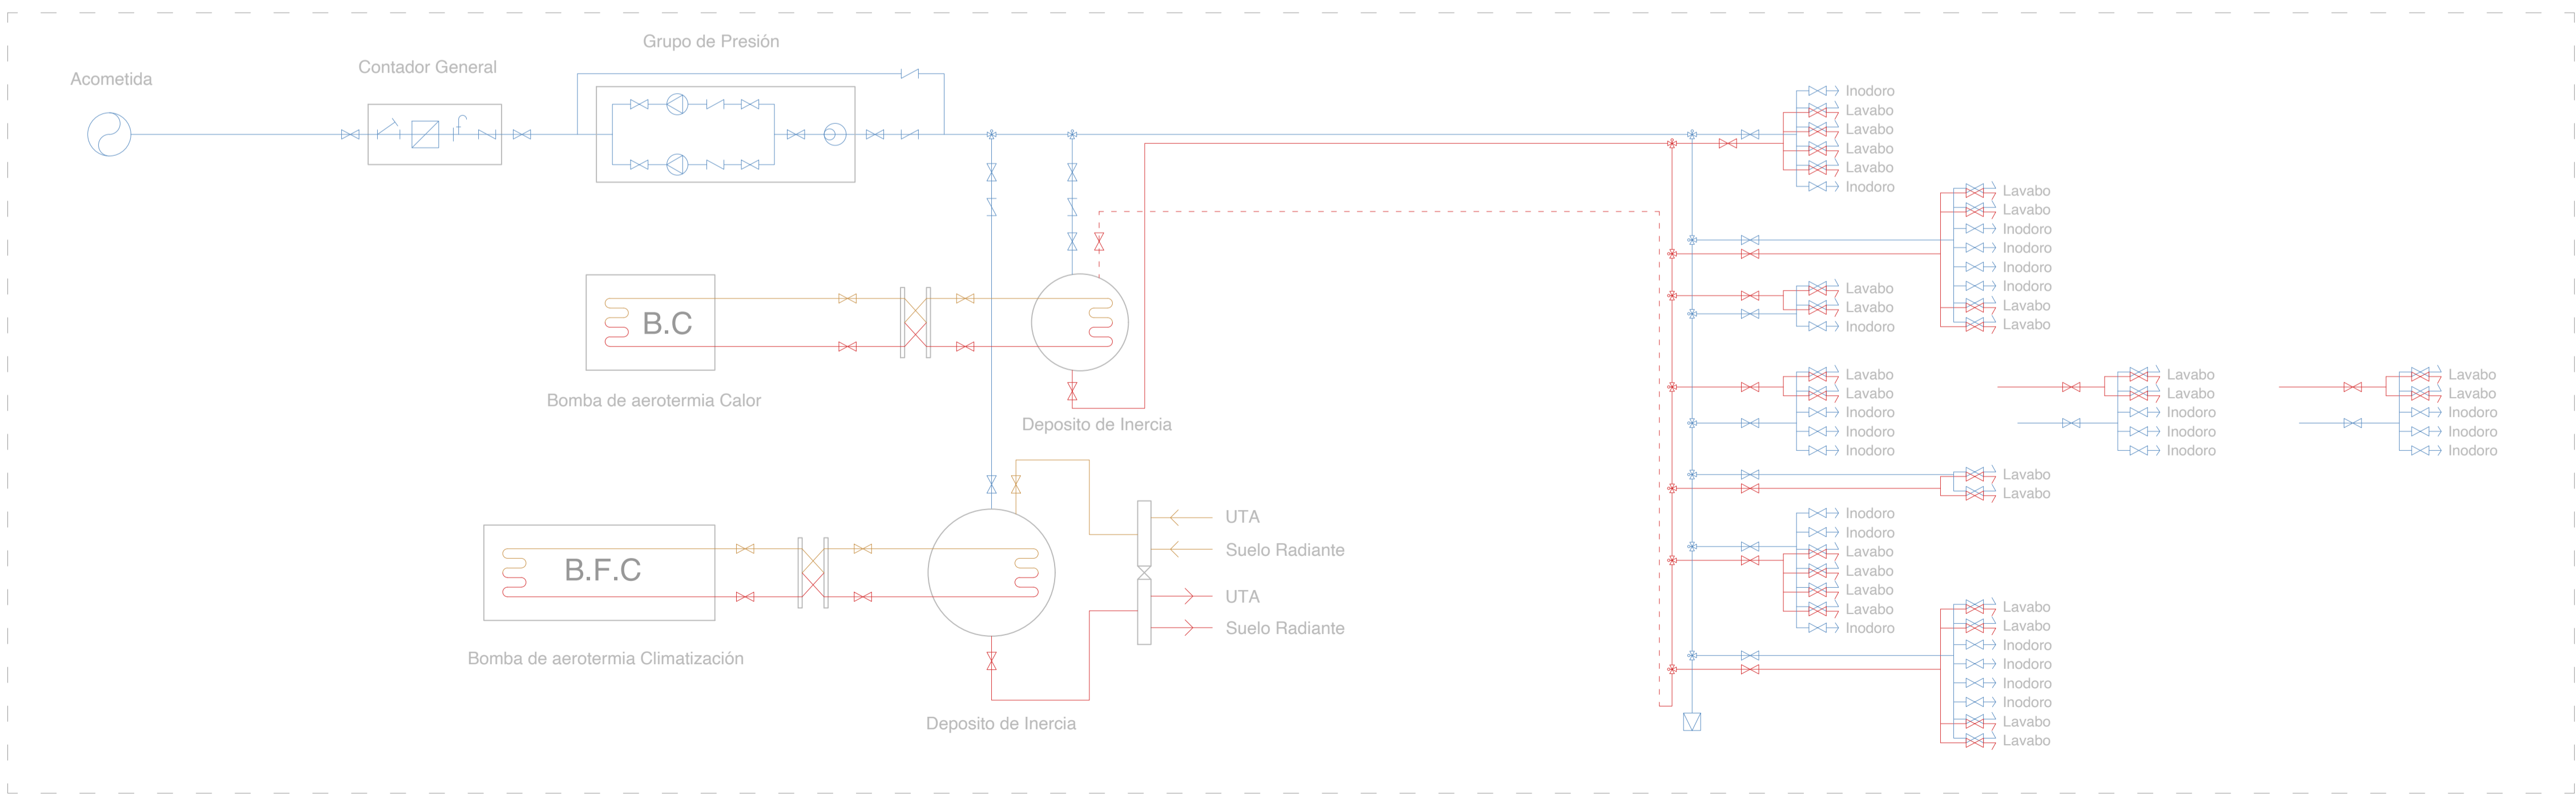 Grupo de Presión
Contador General
Acometida
Inodoro
Lavabo
Lavabo
Lavabo
Lavabo
Inodoro
Lavabo
Lavabo
Inodoro
Inodoro
Inodoro
Inodoro
Lavabo
Lavabo
Lavabo
Lavabo
Inodoro
B.C
Bomba de aerotermia Calor
Deposito de Inercia
Lavabo
Lavabo
Inodoro
Inodoro
Inodoro
Lavabo
Lavabo
Inodoro
Inodoro
Inodoro
Lavabo
Lavabo
Inodoro
Inodoro
Inodoro
Lavabo
Lavabo
UTA
Suelo Radiante
UTA
Suelo Radiante
B.F.C
Bomba de aerotermia Climatización
Deposito de Inercia
Inodoro
Inodoro
Lavabo
Lavabo
Lavabo
Lavabo
Inodoro
Lavabo
Lavabo
Inodoro
Inodoro
Inodoro
Inodoro
Lavabo
Lavabo